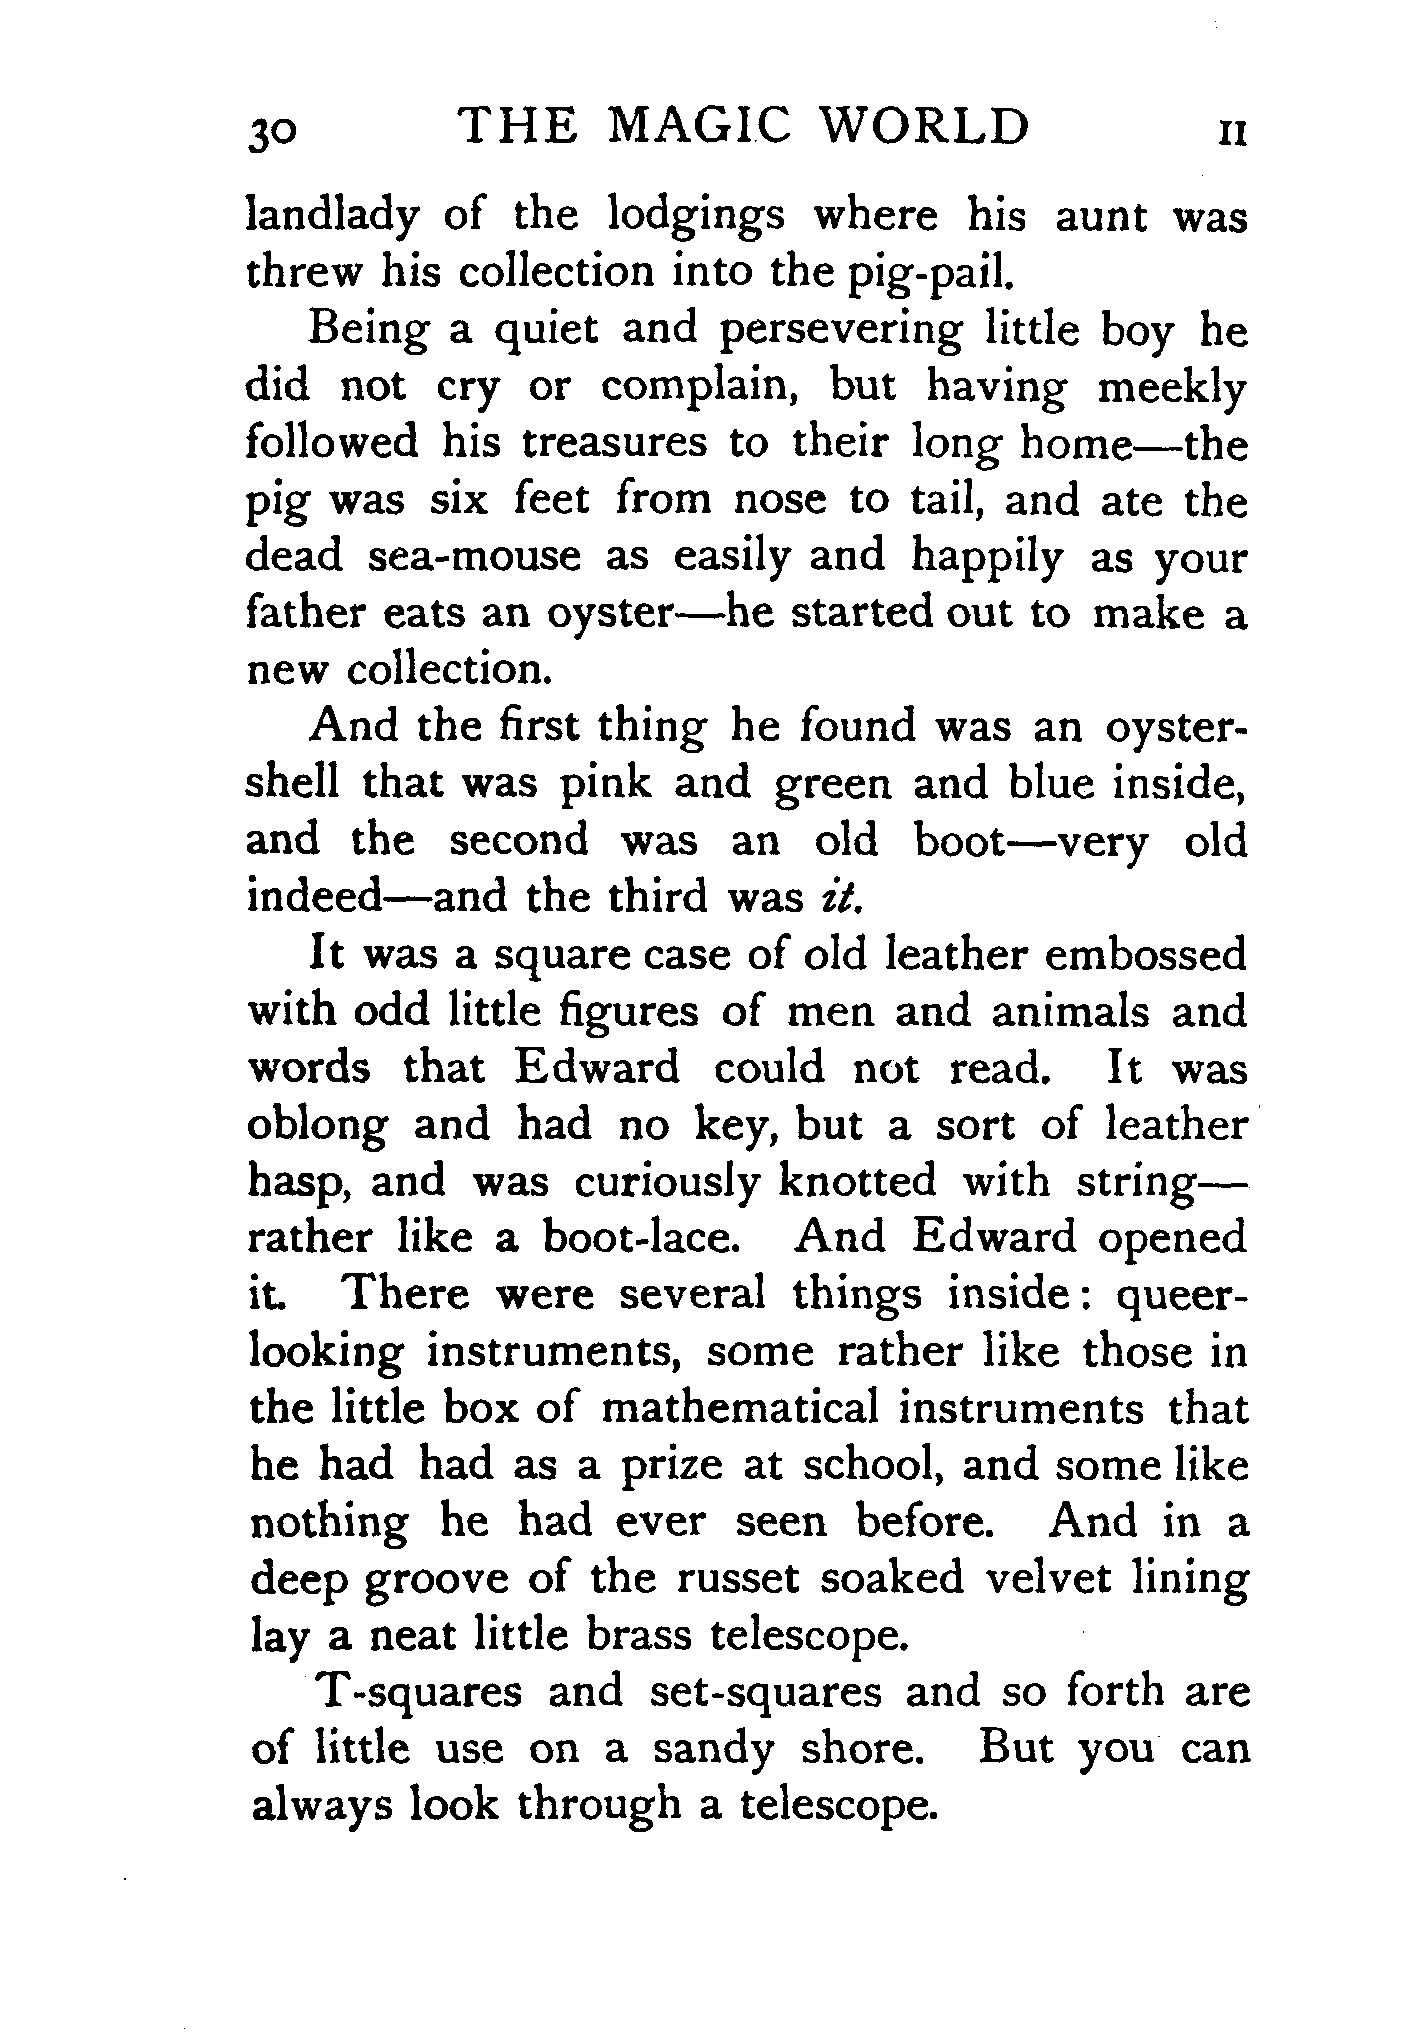 30 THE MAGIC WORLD II
landlady of the lodgings where his aunt was
threw his collection into the pig-pail.
Being a quiet and persevering little boy he
did not cry or complain, but having meekly
followed his treasures to their long home—the
pig was six feet from nose to tail, and ate the
dead sea-mouse as easily and happily as your
father eats an oyster—he started out to make a
new collection.
And the first thing he found was an oyster-
shell that was pink and green and blue inside,
and the second was an old boot—very old
indeed—and the third was it.
It was a square case of old leather embossed
with odd little figures of men and animals and
words that Edward could not read. It was
oblong and had no key, but a sort of leather
hasp, and was curiously knotted with string—
rather like a boot-lace. And Edward opened
it. There were several things inside: queer-
looking instruments, some rather like those in
the little box of mathematical instruments that
he had had as a prize at school, and some like
nothing he had ever seen before. And in a
deep groove of the russet soaked velvet lining
lay a neat little brass telescope.
T-squares and set-squares and so forth are
of little use on a sandy shore. But you can
always look through a telescope.